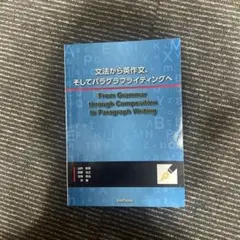 文法から英作文、
そしてパラグラフライティングへ
From Grammar
through Composition
to Paragraph Writing